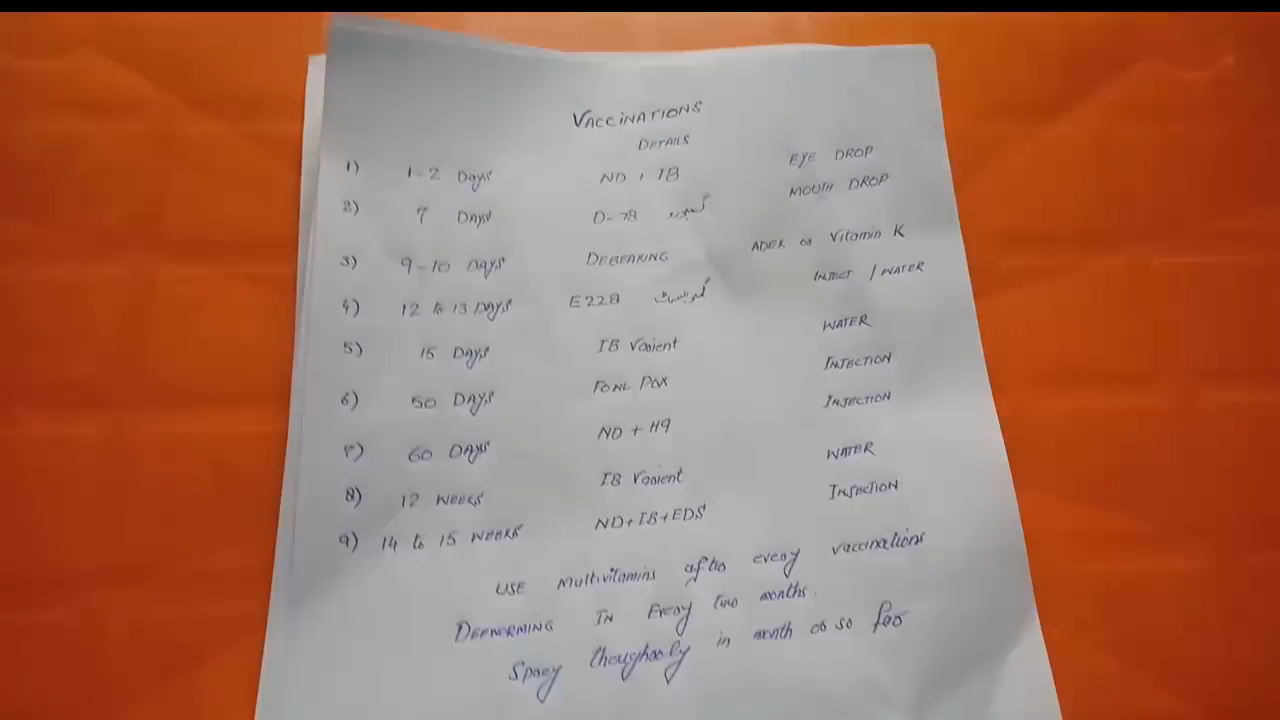 VACCINATIONS
DETAILS
1) 1-2 Days ND + IB EYE DROP
2) 7 DAYS D-78 گمبورو MOUTH DROP
3) 9-10 DAYS DEBEAKING ADEK or Vitamin K
4) 12 to 13 DAYS E228 INJECT / WATER
5) 15 DAYS IB Varient WATER
6) 50 DAYS FOWL POX INJECTION
7) 60 DAYS ND + H9 INJECTION
8) 12 WEEKS IB Varient WATER
9) 14 to 15 WEEKS ND+IB+EDS INJECTION
USE Multivitamins after every vaccinations
DEEWORMING IN Every two months.
Spray thoughorly in month or so for